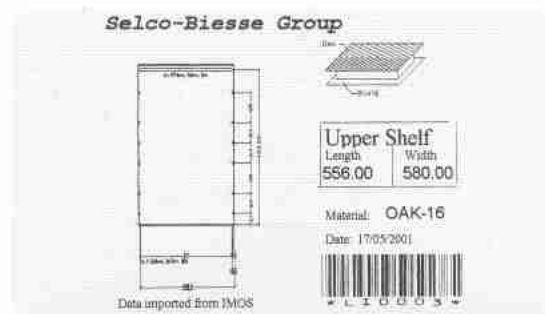 Selco-Biesse Group
Upper Shelf
Length Width
556.00 580.00
Material: OAK-16
Date: 17/05/2001
Data imported from IMOS
*LI0003*